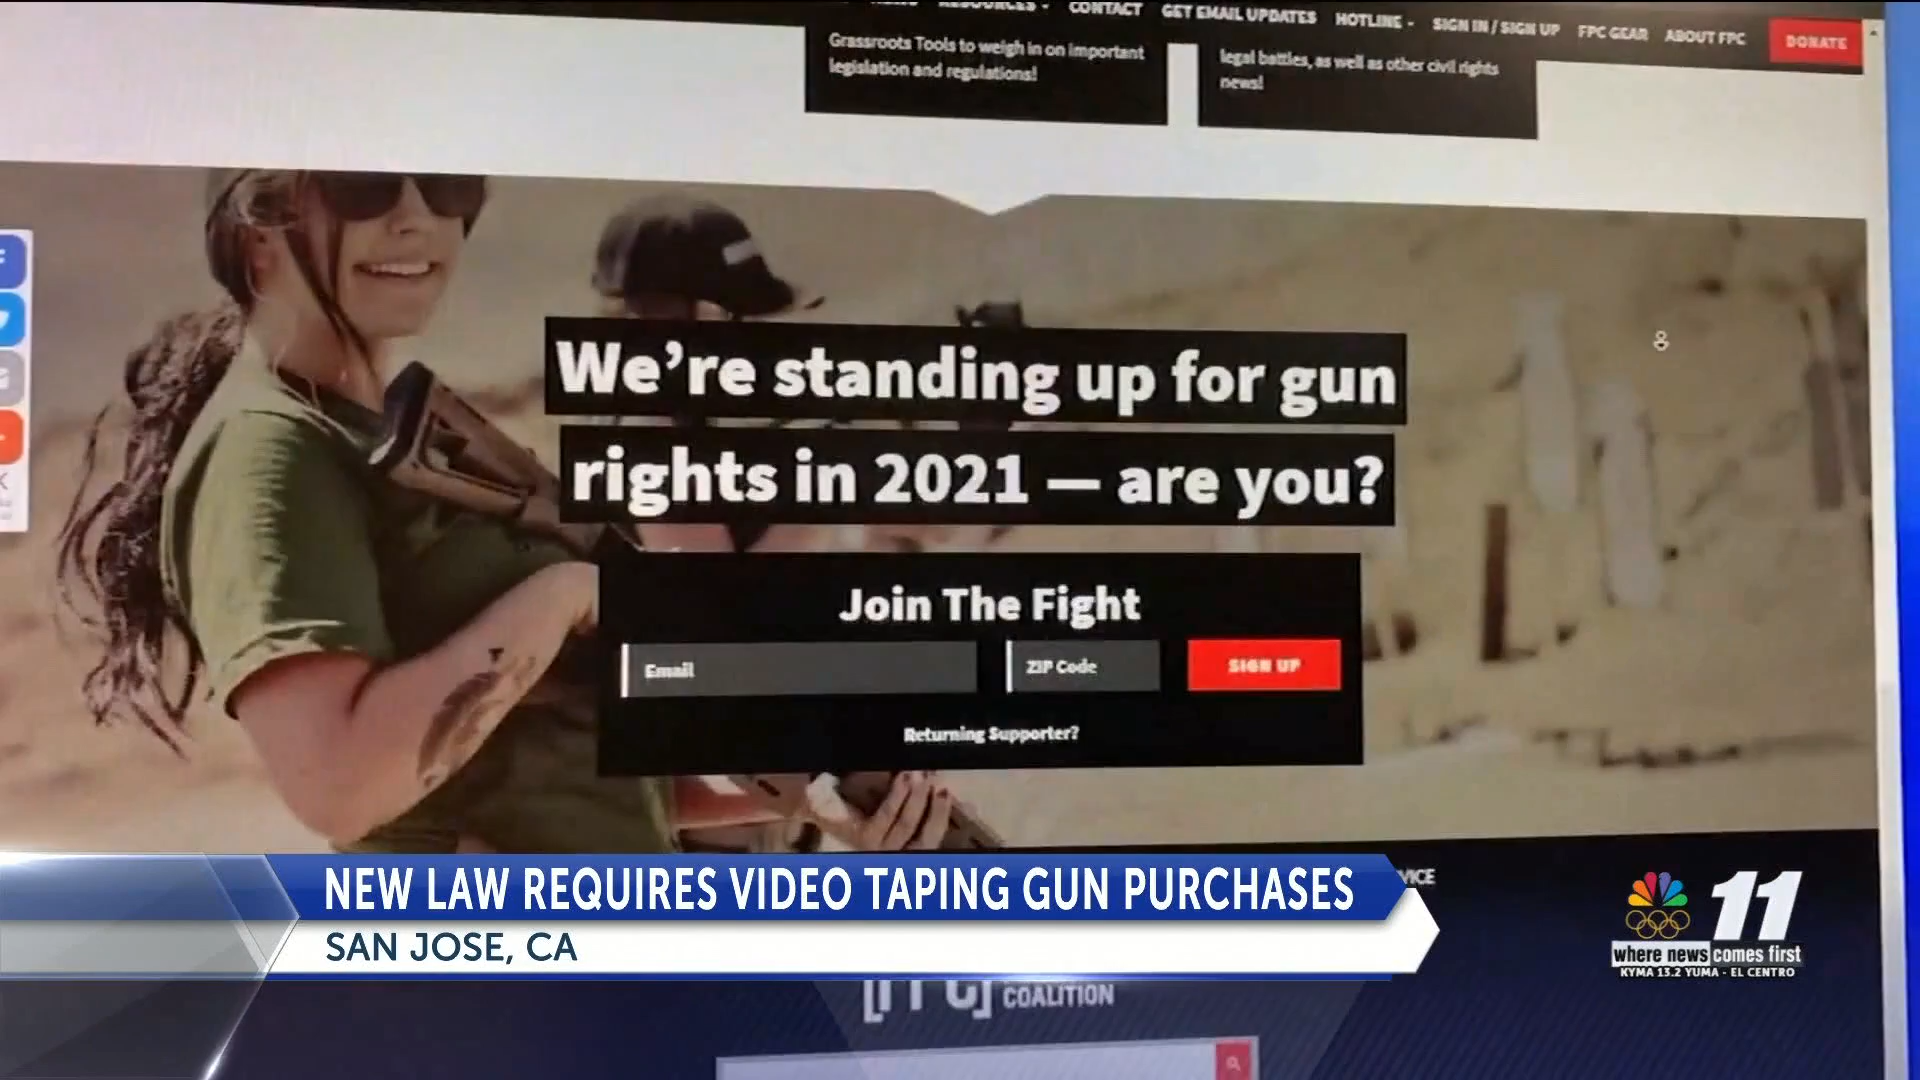 RESOURCES
CONTACT
GET EMAIL UPDATES
HOTLINE
SIGN IN / SIGN UP
FPC GEAR
ABOUT FPC
DONATE
Grassroots Tools to weigh in on important
legislation and regulations!
legal battles, as well as other civil rights
news!
We're standing up for gun
rights in 2021 — are you?
Join The Fight
Email
ZIP Code
SIGN UP
Returning Supporter?
NEW LAW REQUIRES VIDEO TAPING GUN PURCHASES
SAN JOSE, CA
11
where news comes first
KYMA 13.2 YUMA - EL CENTRO
COALITION